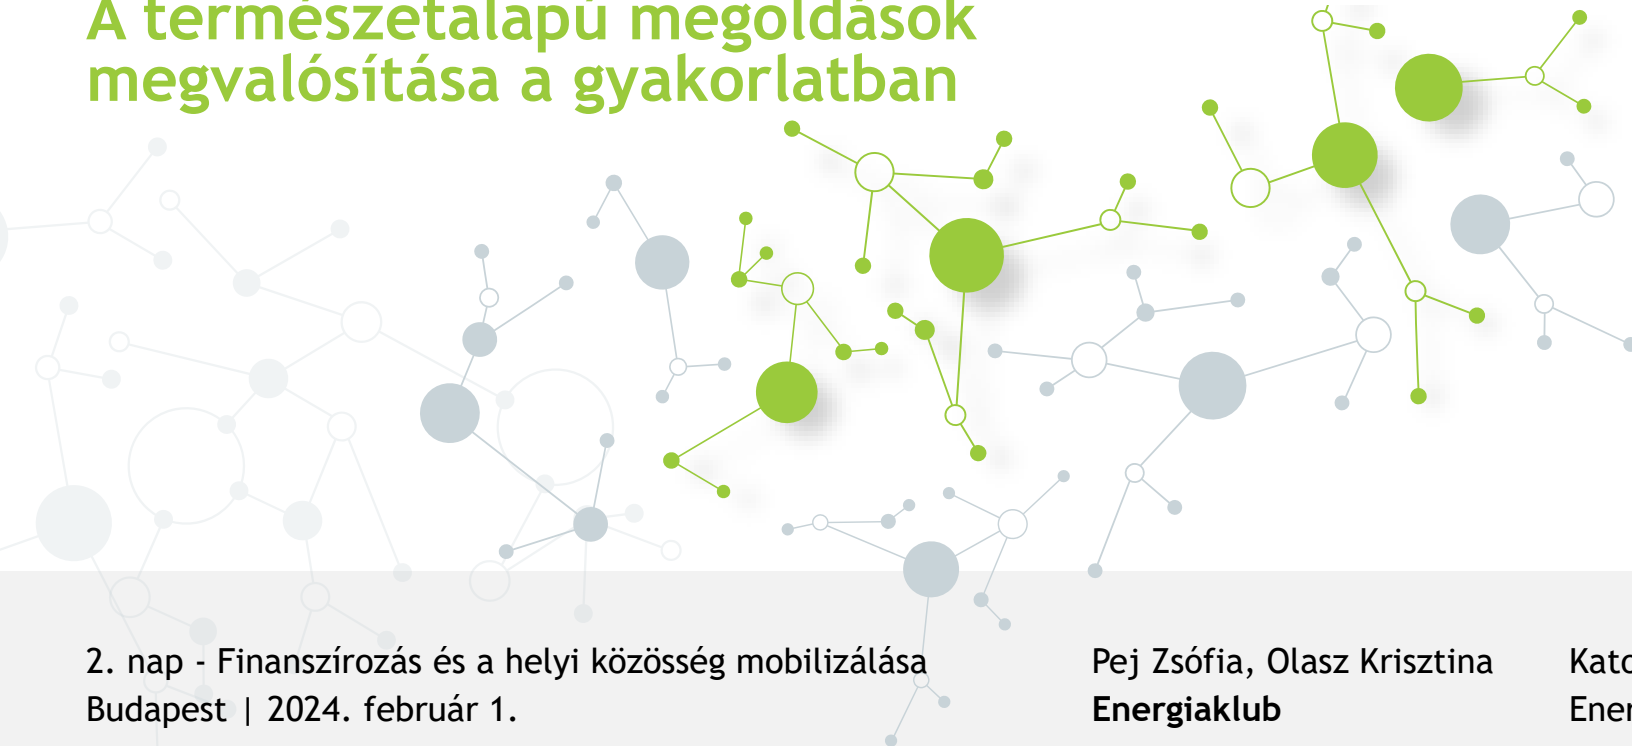 A természetalapú megoldások
megvalósítása a gyakorlatban
2. nap - Finanszírozás és a helyi közösség mobilizálása
Budapest | 2024. február 1.
Pej Zsófia, Olasz Krisztina
Energiaklub